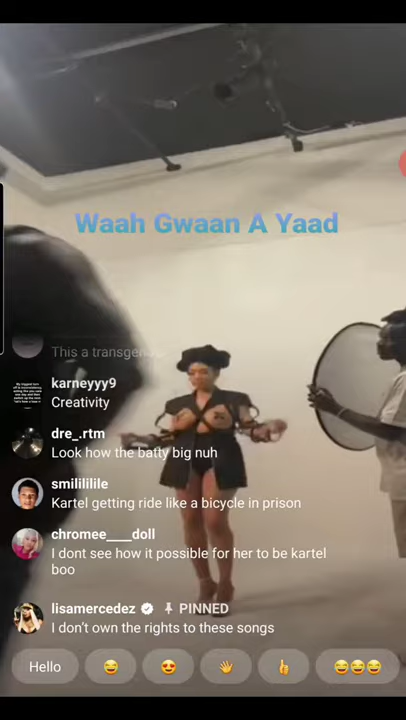 Waah Gwaan A Yaad
This a transgen
karneyyy9
Creativity
dre_.rtm
Look how the batty big nuh
smilililile
Kartel getting ride like a bicycle in prison
chromee____doll
I dont see how it possible for her to be kartel
boo
lisamercedez PINNED
I don't own the rights to these songs
Hello